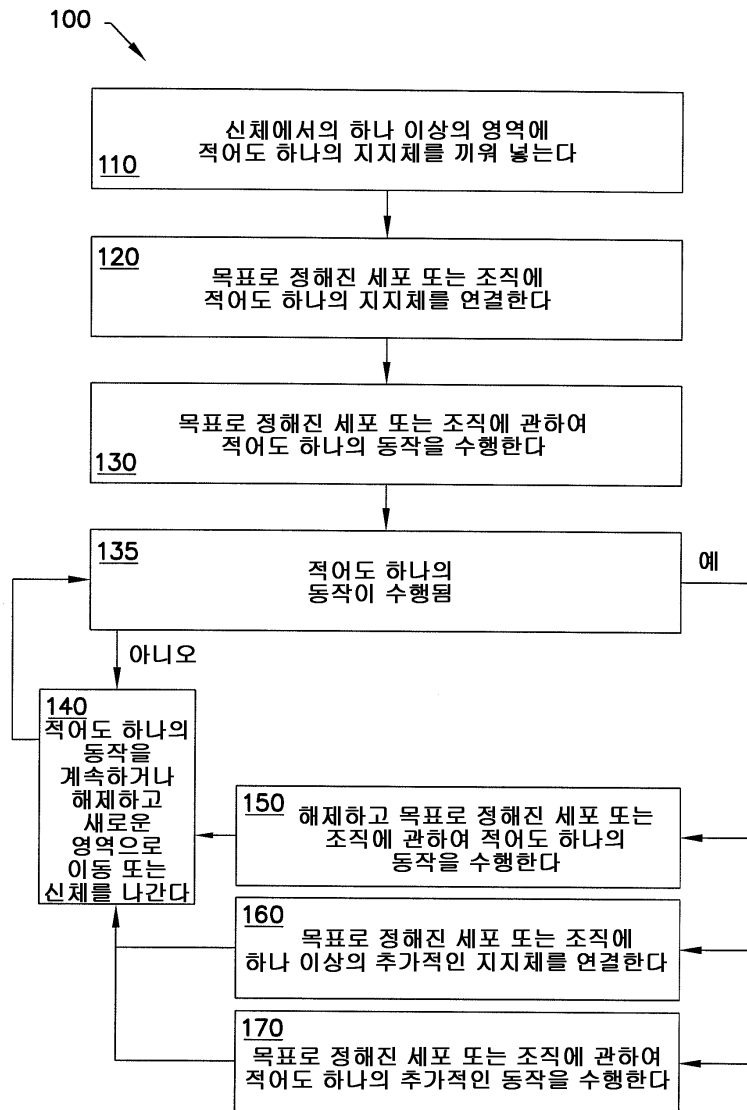 100
신체에서의 하나 이상의 영역에
적어도 하나의 지지체를 끼워 넣는다
110
120
목표로 정해진 세포 또는 조직에
적어도 하나의 지지체를 연결한다
목표로 정해진 세포 또는 조직에 관하여
적어도 하나의 동작을 수행한다
130
135
적어도 하나의
동작이 수행됨
예
아니오
140
적어도 하나의
동작을
계속하거나
해제하고
새로운
영역으로
이동 또는
신체를 나간다
150
해제하고 목표로 정해진 세포 또는
조직에 관하여 적어도 하나의
동작을 수행한다
160
목표로 정해진 세포 또는 조직에
하나 이상의 추가적인 지지체를 연결한다
170
목표로 정해진 세포 또는 조직에 관하여
적어도 하나의 추가적인 동작을 수행한다